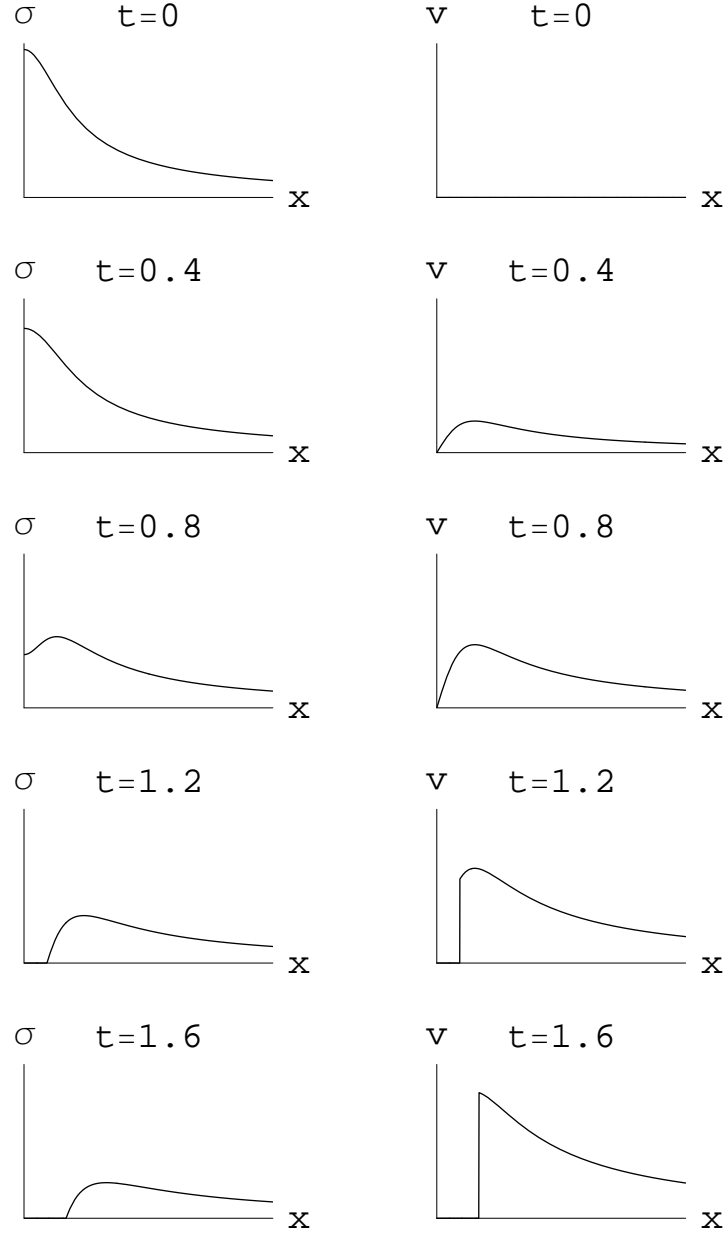 σ t=0 v t=0
x x
σ t=0.4 v t=0.4
x x
σ t=0.8 v t=0.8
x x
σ t=1.2 v t=1.2
x x
σ t=1.6 v t=1.6
x x